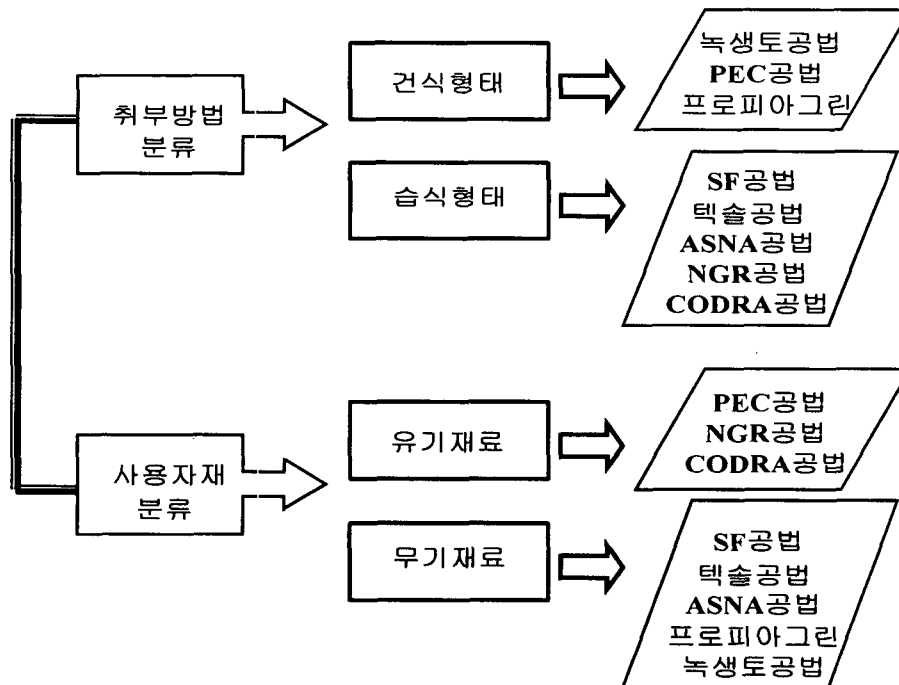 취부방법
분류
건식형태
녹생토공법
PEC공법
프로피아그린
습식형태
SF공법
텍솔공법
ASNA공법
NGR공법
CODRA공법
사용자재
분류
유기재료
PEC공법
NGR공법
CODRA공법
무기재료
SF공법
텍솔공법
ASNA공법
프로피아그린
녹생토공법